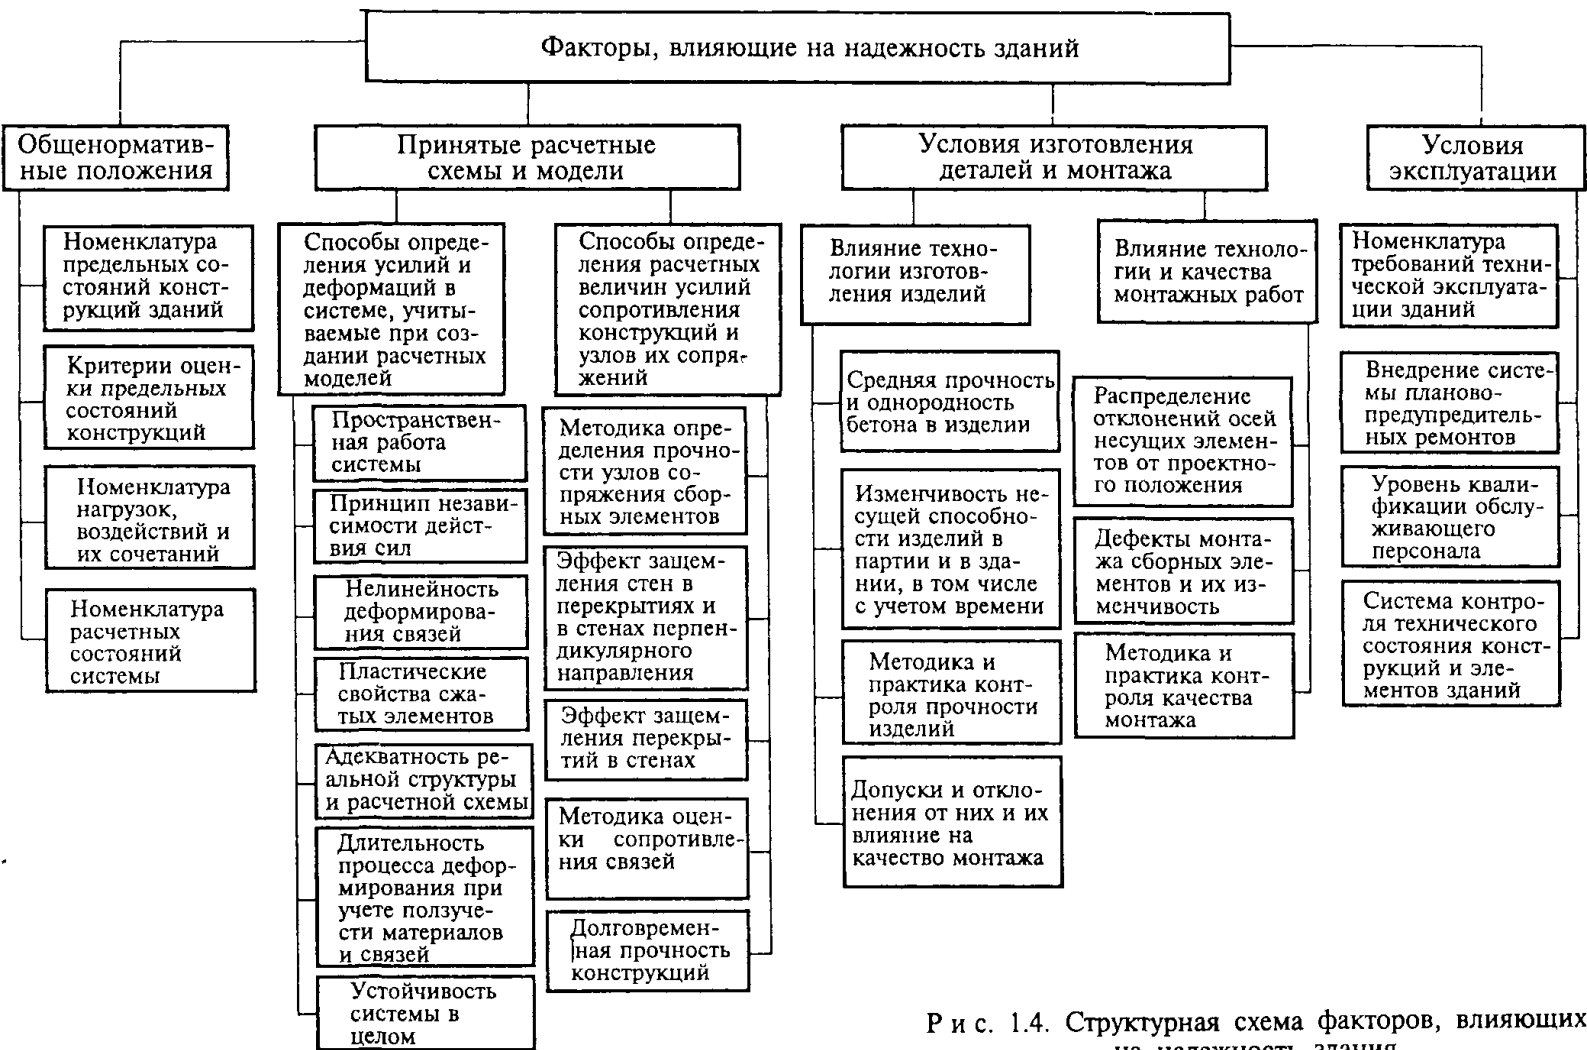 Факторы, влияющие на надежность зданий
Общенорматив-
ные положения
Принятые расчетные
схемы и модели
Условия изготовления
деталей и монтажа
Условия
эксплуатации
Номенклатура
предельных со-
стояний конст-
рукций зданий
Критерии оцен-
ки предельных
состояний
конструкций
Номенклатура
нагрузок,
воздействий и
их сочетаний
Номенклатура
расчетных
состояний
системы
Способы опреде-
ления усилий и
деформаций в
системе, учиты-
ваемые при соз-
дании расчетных
моделей
Пространствен-
ная работа
системы
Принцип незави-
симости дейст-
вия сил
Нелинейность
деформирова-
ния связей
Пластические
свойства сжа-
тых элементов
Адекватность ре-
альной структуры
и расчетной схемы
Длительность
процесса дефор-
мирования при
учете ползуче-
сти материалов
и связей
Устойчивость
системы в
целом
Способы опреде-
ления расчетных
величин усилий
сопротивления
конструкций и
узлов их сопря-
жений
Методика опре-
деления прочно-
сти узлов со-
пряжения сбор-
ных элементов
Эффект защем-
ления стен в
перекрытиях и
в стенах перпен-
дикулярного
направления
Эффект защем-
ления перекры-
тий в стенах
Методика оцен-
ки сопротивле-
ния связей
Долговремен-
ная прочность
конструкций
Влияние техно-
логии изготов-
ления изделий
Средняя прочность
и однородность
бетона в изделии
Изменчивость не-
сущей способно-
сти изделий в
партии и в зда-
нии, в том числе
с учетом времени
Методика и
практика конт-
роля прочности
изделий
Допуски и откло-
нения от них и их
влияние на
качество монтажа
Влияние техноло-
гии и качества
монтажных работ
Распределение
отклонений осей
несущих элемен-
тов от проектно-
го положения
Дефекты монта-
жа сборных эле-
ментов и их из-
менчивость
Методика и
практика конт-
роля качества
монтажа
Номенклатура
требований техни-
ческой эксплуата-
ции зданий
Внедрение систе-
мы планово-
предупредитель-
ных ремонтов
Уровень квали-
фикации обслу-
живающего
персонала
Система контро-
ля технического
состояния конст-
рукций и эле-
ментов зданий
Рис. 1.4. Структурная схема факторов, влияющих
на надежность здания